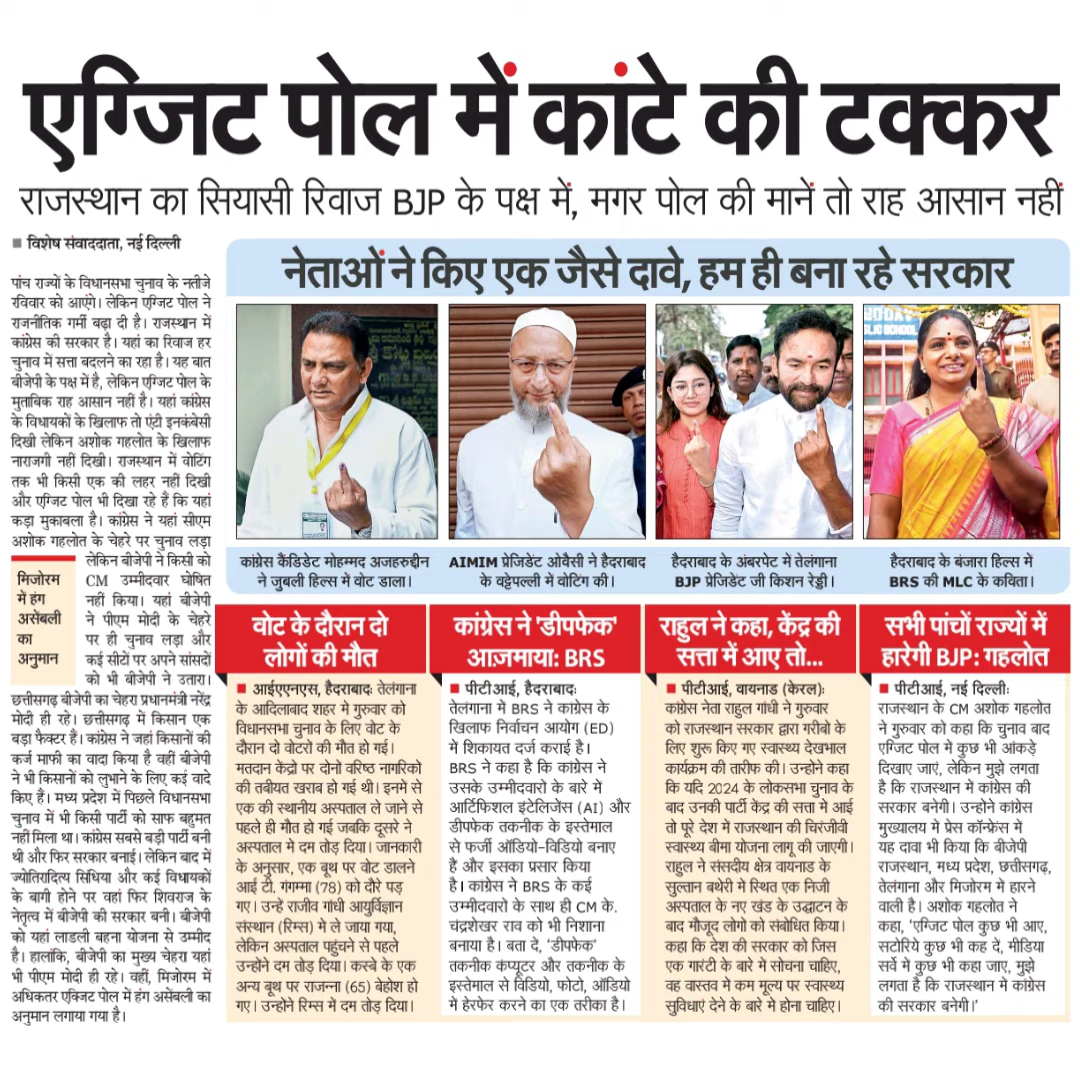 एग्जिट पोल में कांटे की टक्कर
राजस्थान का सियासी रिवाज BJP के पक्ष में, मगर पोल की मानें तो राह आसान नहीं
■ विशेष संवाददाता, नई दिल्ली
पांच राज्यों के विधानसभा चुनाव के नतीजे
रविवार को आएंगे। लेकिन एग्जिट पोल ने
राजनीतिक गर्मी बढ़ा दी है। राजस्थान में
कांग्रेस की सरकार है। यहां का रिवाज हर
चुनाव में सत्ता बदलने का रहा है। यह बात
बीजेपी के पक्ष में है, लेकिन एग्जिट पोल के
मुताबिक राह आसान नहीं है। यहां कांग्रेस
के विधायकों के खिलाफ तो एंटी इनकंबेसी
दिखी लेकिन अशोक गहलोत के खिलाफ
नाराजगी नहीं दिखी। राजस्थान में वोटिंग
तक भी किसी एक की लहर नहीं दिखी
और एग्जिट पोल भी दिखा रहे हैं कि यहां
कड़ा मुकाबला है। कांग्रेस ने यहां सीएम
अशोक गहलोत के चेहरे पर चुनाव लड़ा
लेकिन बीजेपी ने किसी को
CM उम्मीदवार घोषित
नहीं किया। यहां बीजेपी
ने पीएम मोदी के चेहरे
पर ही चुनाव लड़ा और
कई सीटों पर अपने सांसदों
को भी बीजेपी ने उतारा।
छत्तीसगढ़ बीजेपी का चेहरा प्रधानमंत्री नरेंद्र
मोदी ही रहे। छत्तीसगढ़ में किसान एक
बड़ा फैक्टर हैं। कांग्रेस ने जहां किसानों की
कर्ज माफी का वादा किया है वहीं बीजेपी
ने भी किसानों को लुभाने के लिए कई वादे
किए हैं। मध्य प्रदेश में पिछले विधानसभा
चुनाव में भी किसी पार्टी को साफ बहुमत
नहीं मिला था। कांग्रेस सबसे बड़ी पार्टी बनी
थी और फिर सरकार बनाई। लेकिन बाद में
ज्योतिरादित्य सिंधिया और कई विधायकों
के बागी होने पर वहां फिर शिवराज के
नेतृत्व में बीजेपी की सरकार बनी। बीजेपी
को यहां लाडली बहना योजना से उम्मीद
है। हालांकि, बीजेपी का मुख्य चेहरा यहां
भी पीएम मोदी ही रहे। वहीं, मिजोरम में
अधिकतर एक्जिट पोल में हंग असेंबली का
अनुमान लगाया गया है।
मिजोरम
में हंग
असेंबली
का
अनुमान
नेताओं ने किए एक जैसे दावे, हम ही बना रहे सरकार
कांग्रेस कैंडिडेट मोहम्मद अजहरुद्दीन
ने जुबली हिल्स में वोट डाला।
AIMIM प्रेजिडेंट ओवैसी ने हैदराबाद
के वट्टेपल्ली में वोटिंग की।
हैदराबाद के अंबरपेट में तेलंगाना
BJP प्रेजिडेंट जी किशन रेड्डी।
हैदराबाद के बंजारा हिल्स में
BRS की MLC के कविता।
वोट के दौरान दो
लोगों की मौत
■ आईएएनएस, हैदराबादः तेलंगाना
के आदिलाबाद शहर मे गुरुवार को
विधानसभा चुनाव के लिए वोट के
दौरान दो वोटरों की मौत हो गई।
मतदान केंद्रों पर दोनों वरिष्ठ नागरिकों
की तबीयत खराब हो गई थी। इनमें से
एक की स्थानीय अस्पताल ले जाने से
पहले ही मौत हो गई जबकि दूसरे ने
अस्पताल मे दम तोड़ दिया। जानकारी
के अनुसार, एक बूथ पर वोट डालने
आई टी. गंगम्मा (78) को दौरे पड़
गए। उन्हें राजीव गांधी आयुर्विज्ञान
संस्थान (रिम्स) मे ले जाया गया,
लेकिन अस्पताल पहुंचने से पहले
उन्होंने दम तोड़ दिया। कस्बे के एक
अन्य बूथ पर राजन्ना (65) बेहोश हो
गए। उन्होंने रिम्स में दम तोड़ दिया।
कांग्रेस ने 'डीपफेक'
आज़माया: BRS
■ पीटीआई, हैदराबादः
तेलंगाना में BRS ने कांग्रेस के
खिलाफ निर्वाचन आयोग (ED)
में शिकायत दर्ज कराई है।
BRS ने कहा है कि कांग्रेस ने
उसके उम्मीदवारों के बारे में
आर्टिफिशल इंटेलिजेंस (AI) और
डीपफेक तकनीक के इस्तेमाल
से फर्जी ऑडियो-विडियो बनाए
है और इसका प्रसार किया
है। कांग्रेस ने BRS के कई
उम्मीदवारो के साथ ही CM के.
चंद्रशेखर राव को भी निशाना
बनाया है। बता दें, 'डीपफेक'
तकनीक कंप्यूटर और तकनीक के
इस्तेमाल से विडियो, फोटो, ऑडियो
में हेरफेर करने का एक तरीका है।
राहुल ने कहा, केंद्र की
सत्ता में आए तो...
■ पीटीआई, वायनाड (केरल)ः
कांग्रेस नेता राहुल गांधी ने गुरुवार
को राजस्थान सरकार द्वारा गरीबो के
लिए शुरू किए गए स्वास्थ्य देखभाल
कार्यक्रम की तारीफ की। उन्होने कहा
कि यदि 2024 के लोकसभा चुनाव के
बाद उनकी पार्टी केंद्र की सत्ता मे आई
तो पूरे देश में राजस्थान की चिरंजीवी
स्वास्थ्य बीमा योजना लागू की जाएगी।
राहुल ने संसदीय क्षेत्र वायनाड के
सुल्तान बथेरी मे स्थित एक निजी
अस्पताल के नए खंड के उद्घाटन के
बाद मौजूद लोगों को संबोधित किया।
कहा कि देश की सरकार को जिस
एक गारंटी के बारे में सोचना चाहिए,
वह वास्तव में कम मूल्य पर स्वास्थ्य
सुविधाएं देने के बारे में होना चाहिए।
सभी पांचों राज्यों में
हारेगी BJP: गहलोत
■ पीटीआई, नई दिल्लीः
राजस्थान के CM अशोक गहलोत
ने गुरुवार को कहा कि चुनाव बाद
एग्जिट पोल में कुछ भी आंकड़े
दिखाए जाएं, लेकिन मुझे लगता
है कि राजस्थान में कांग्रेस की
सरकार बनेगी। उन्होंने कांग्रेस
मुख्यालय में प्रेस कॉन्फ्रेंस में
यह दावा भी किया कि बीजेपी
राजस्थान, मध्य प्रदेश, छत्तीसगढ़,
तेलंगाना और मिजोरम में हारने
वाली है। अशोक गहलोत ने
कहा, 'एग्जिट पोल कुछ भी आए,
सटोरिये कुछ भी कह दें, मीडिया
सर्वे में कुछ भी कहा जाए, मुझे
लगता है कि राजस्थान में कांग्रेस
की सरकार बनेगी।'